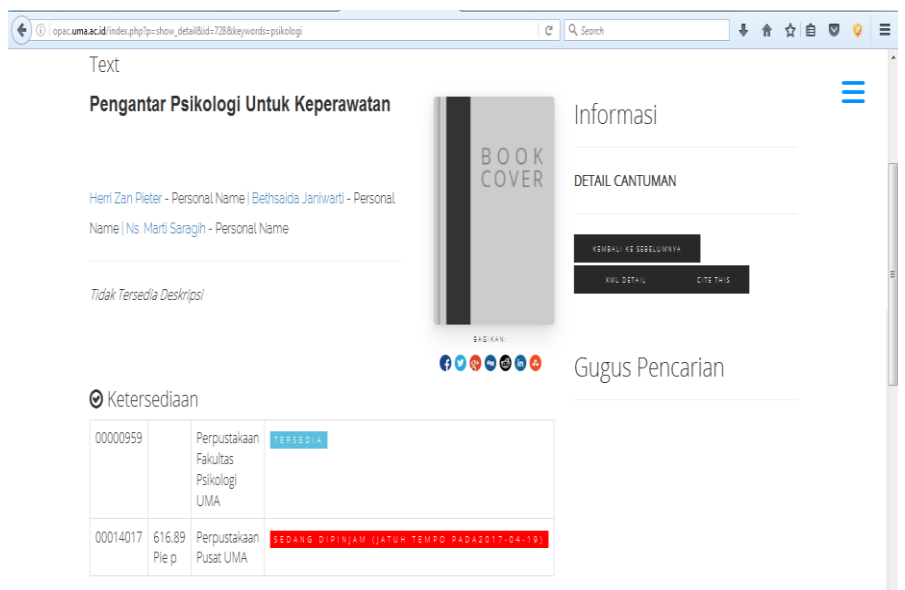 opac.uma.ac.id/index.php?p=show_detail&id=728&keywords=psikologi
Search
Text
Pengantar Psikologi Untuk Keperawatan
Herri Zan Pieter - Personal Name | Bethsaida Janiwarti - Personal
Name | Ns. Marti Saragih - Personal Name
Tidak Tersedia Deskripsi
BOOK
COVER
BAGIKAN:
Informasi
DETAIL CANTUMAN
KEMBALI KE SEBELUMNYA
XML DETAIL CITE THIS
Gugus Pencarian
Ketersediaan
00000959 Perpustakaan TERSEDIA
Fakultas
Psikologi
UMA
00014017 616.89 Perpustakaan SEDANG DIPINJAM (JATUH TEMPO PADA2017-04-19)
Pie p Pusat UMA